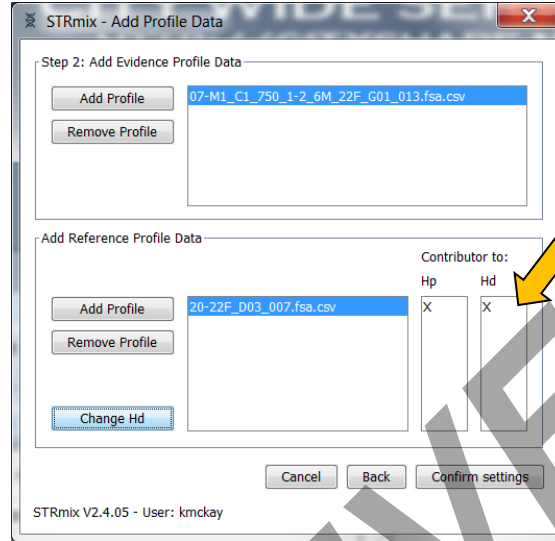 STRmix - Add Profile Data
X
Step 2: Add Evidence Profile Data
Add Profile
07-M1_C1_750_1-2_6M_22F_G01_013.fsa.csv
Remove Profile
Add Reference Profile Data
Contributor to:
Hp Hd
Add Profile
20-22F_D03_007.fsa.csv
X X
Remove Profile
Change Hd
Cancel Back Confirm settings
STRmix V2.4.05 - User: kmckay